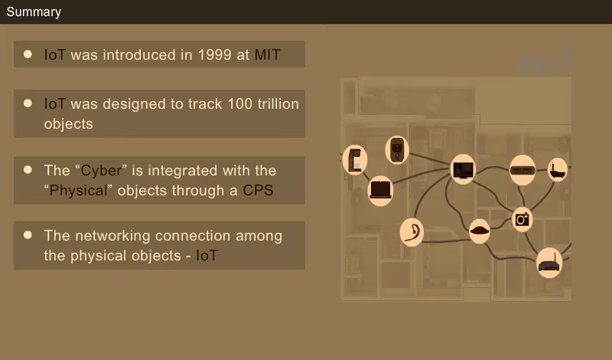 Summary
IoT was introduced in 1999 at MIT
IoT was designed to track 100 trillion
objects
The “Cyber” is integrated with the
“Physical” objects through a CPS
The networking connection among
the physical objects - IoT